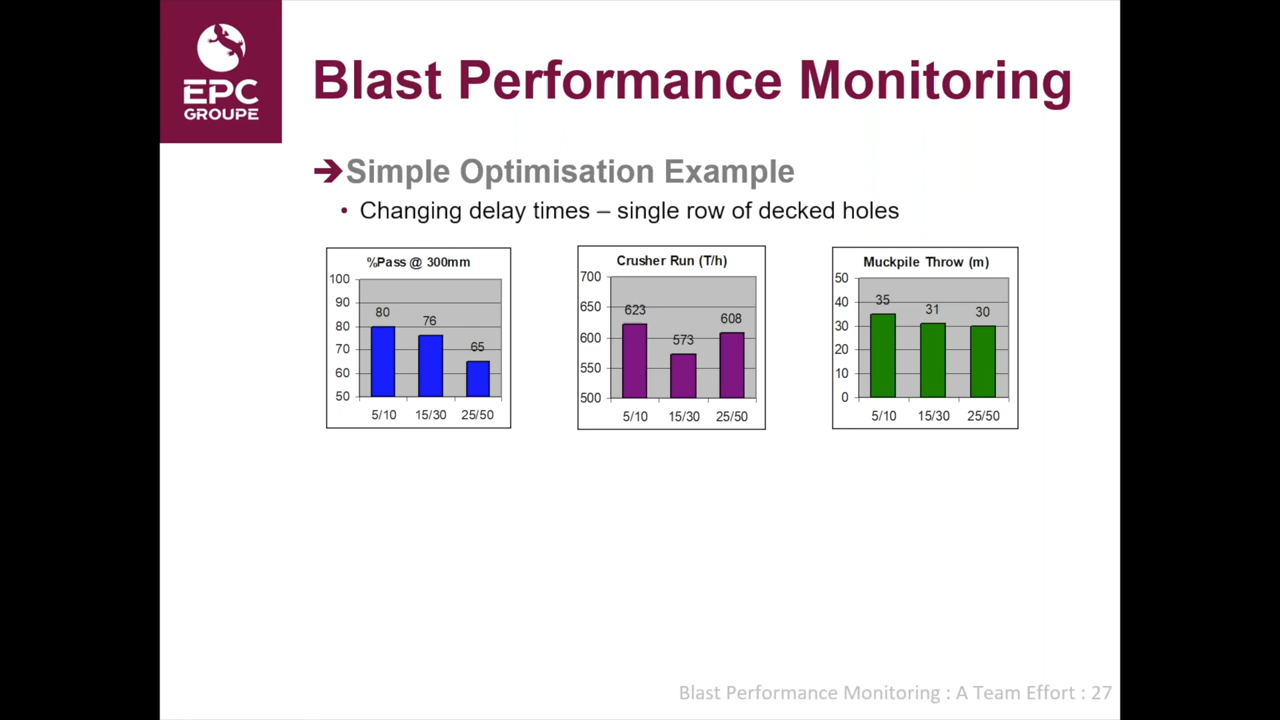 EPC
GROUPE
Blast Performance Monitoring
Simple Optimisation Example
• Changing delay times – single row of decked holes
%Pass @ 300mm
100
90
80
70
60
50
80
76
65
5/10 15/30 25/50
Crusher Run (T/h)
700
650
600
550
500
623
573
608
5/10 15/30 25/50
Muckpile Throw (m)
50
40
30
20
10
0
35
31
30
5/10 15/30 25/50
Blast Performance Monitoring : A Team Effort : 27